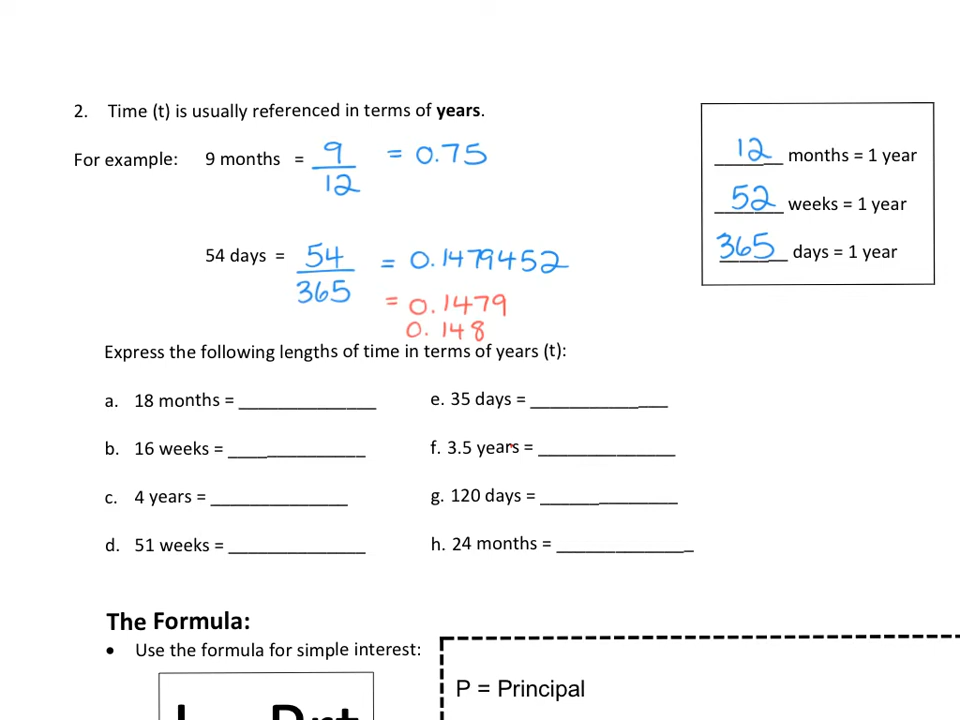 2. Time (t) is usually referenced in terms of years.
For example: 9 months = 9/12 = 0.75
54 days = 54/365 = 0.1479452
= 0.1479
0.148
12 months = 1 year
52 weeks = 1 year
365 days = 1 year
Express the following lengths of time in terms of years (t):
a. 18 months = ______________
e. 35 days = ______________
b. 16 weeks = ______________
f. 3.5 years = ______________
c. 4 years = ______________
g. 120 days = ______________
d. 51 weeks = ______________
h. 24 months = ______________
The Formula:
• Use the formula for simple interest:
I = Prt
P = Principal